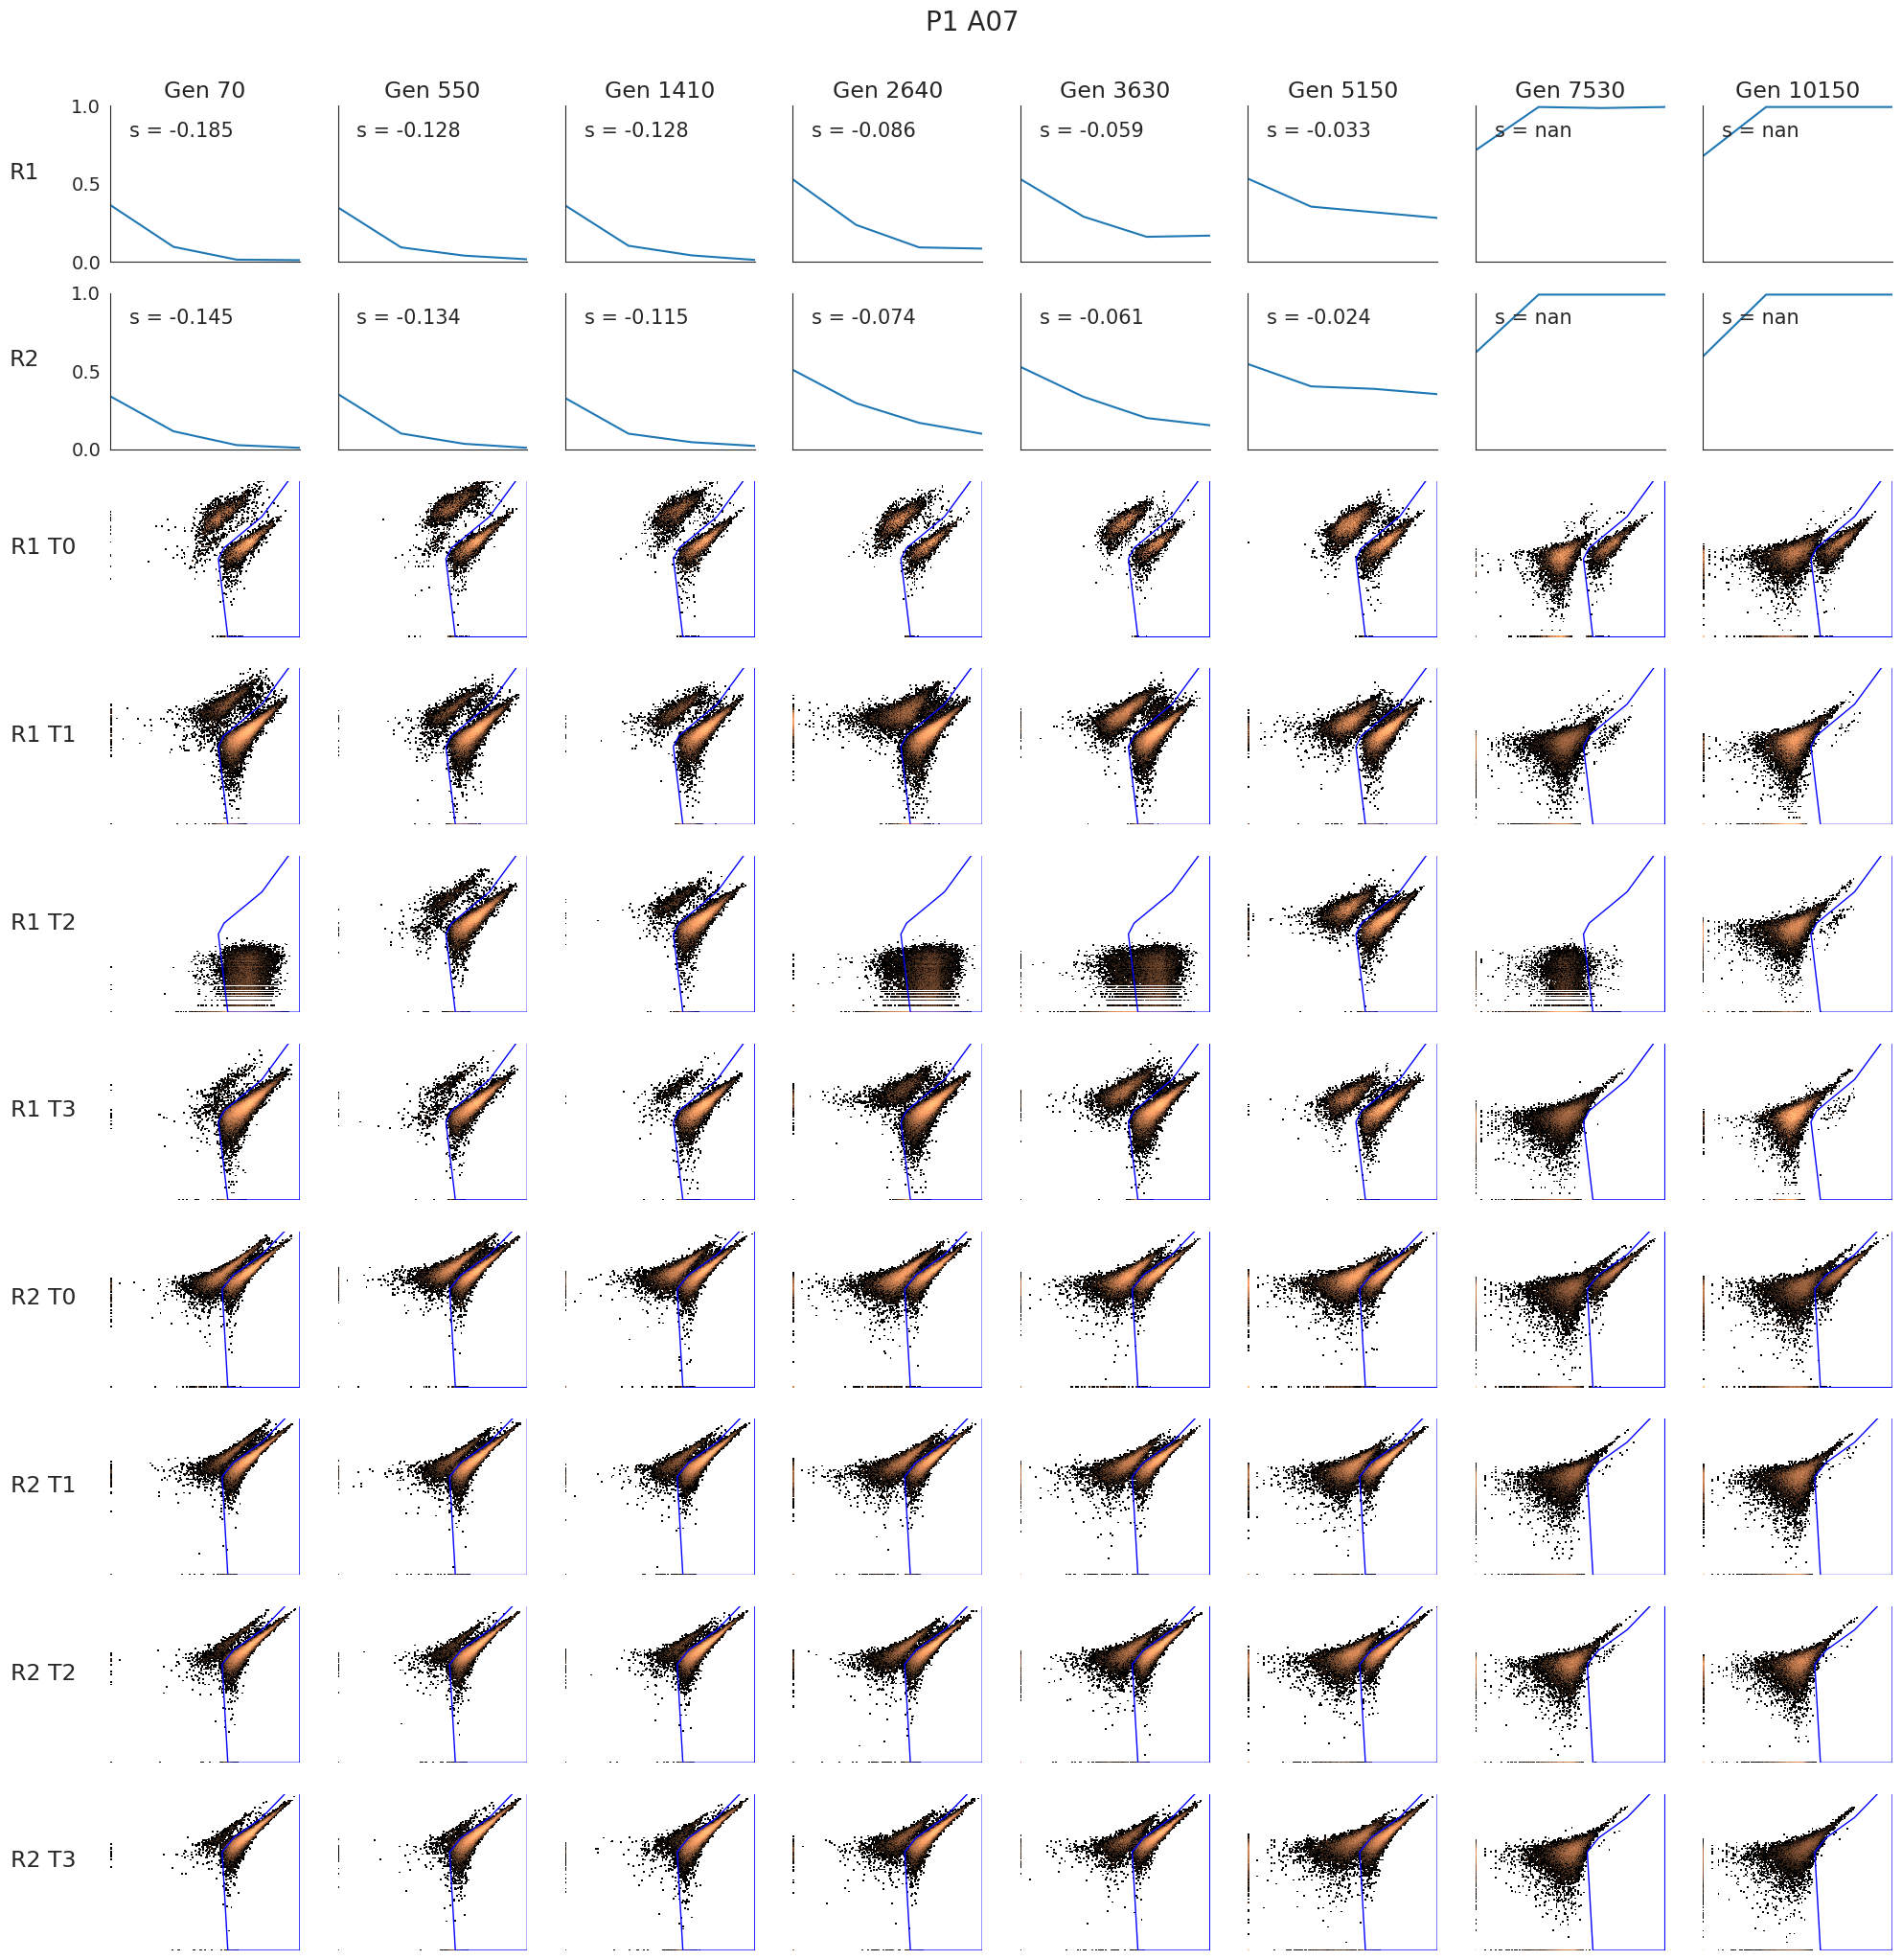 P1 A07
Gen 70 Gen 550 Gen 1410 Gen 2640 Gen 3630 Gen 5150 Gen 7530 Gen 10150
1.0
s = -0.185 s = -0.128 s = -0.128 s = -0.086 s = -0.059 s = -0.033 s = nan s = nan
R1
0.5
0.0
1.0
s = -0.145 s = -0.134 s = -0.115 s = -0.074 s = -0.061 s = -0.024 s = nan s = nan
R2
0.5
0.0
R1 T0
R1 T1
R1 T2
R1 T3
R2 T0
R2 T1
R2 T2
R2 T3